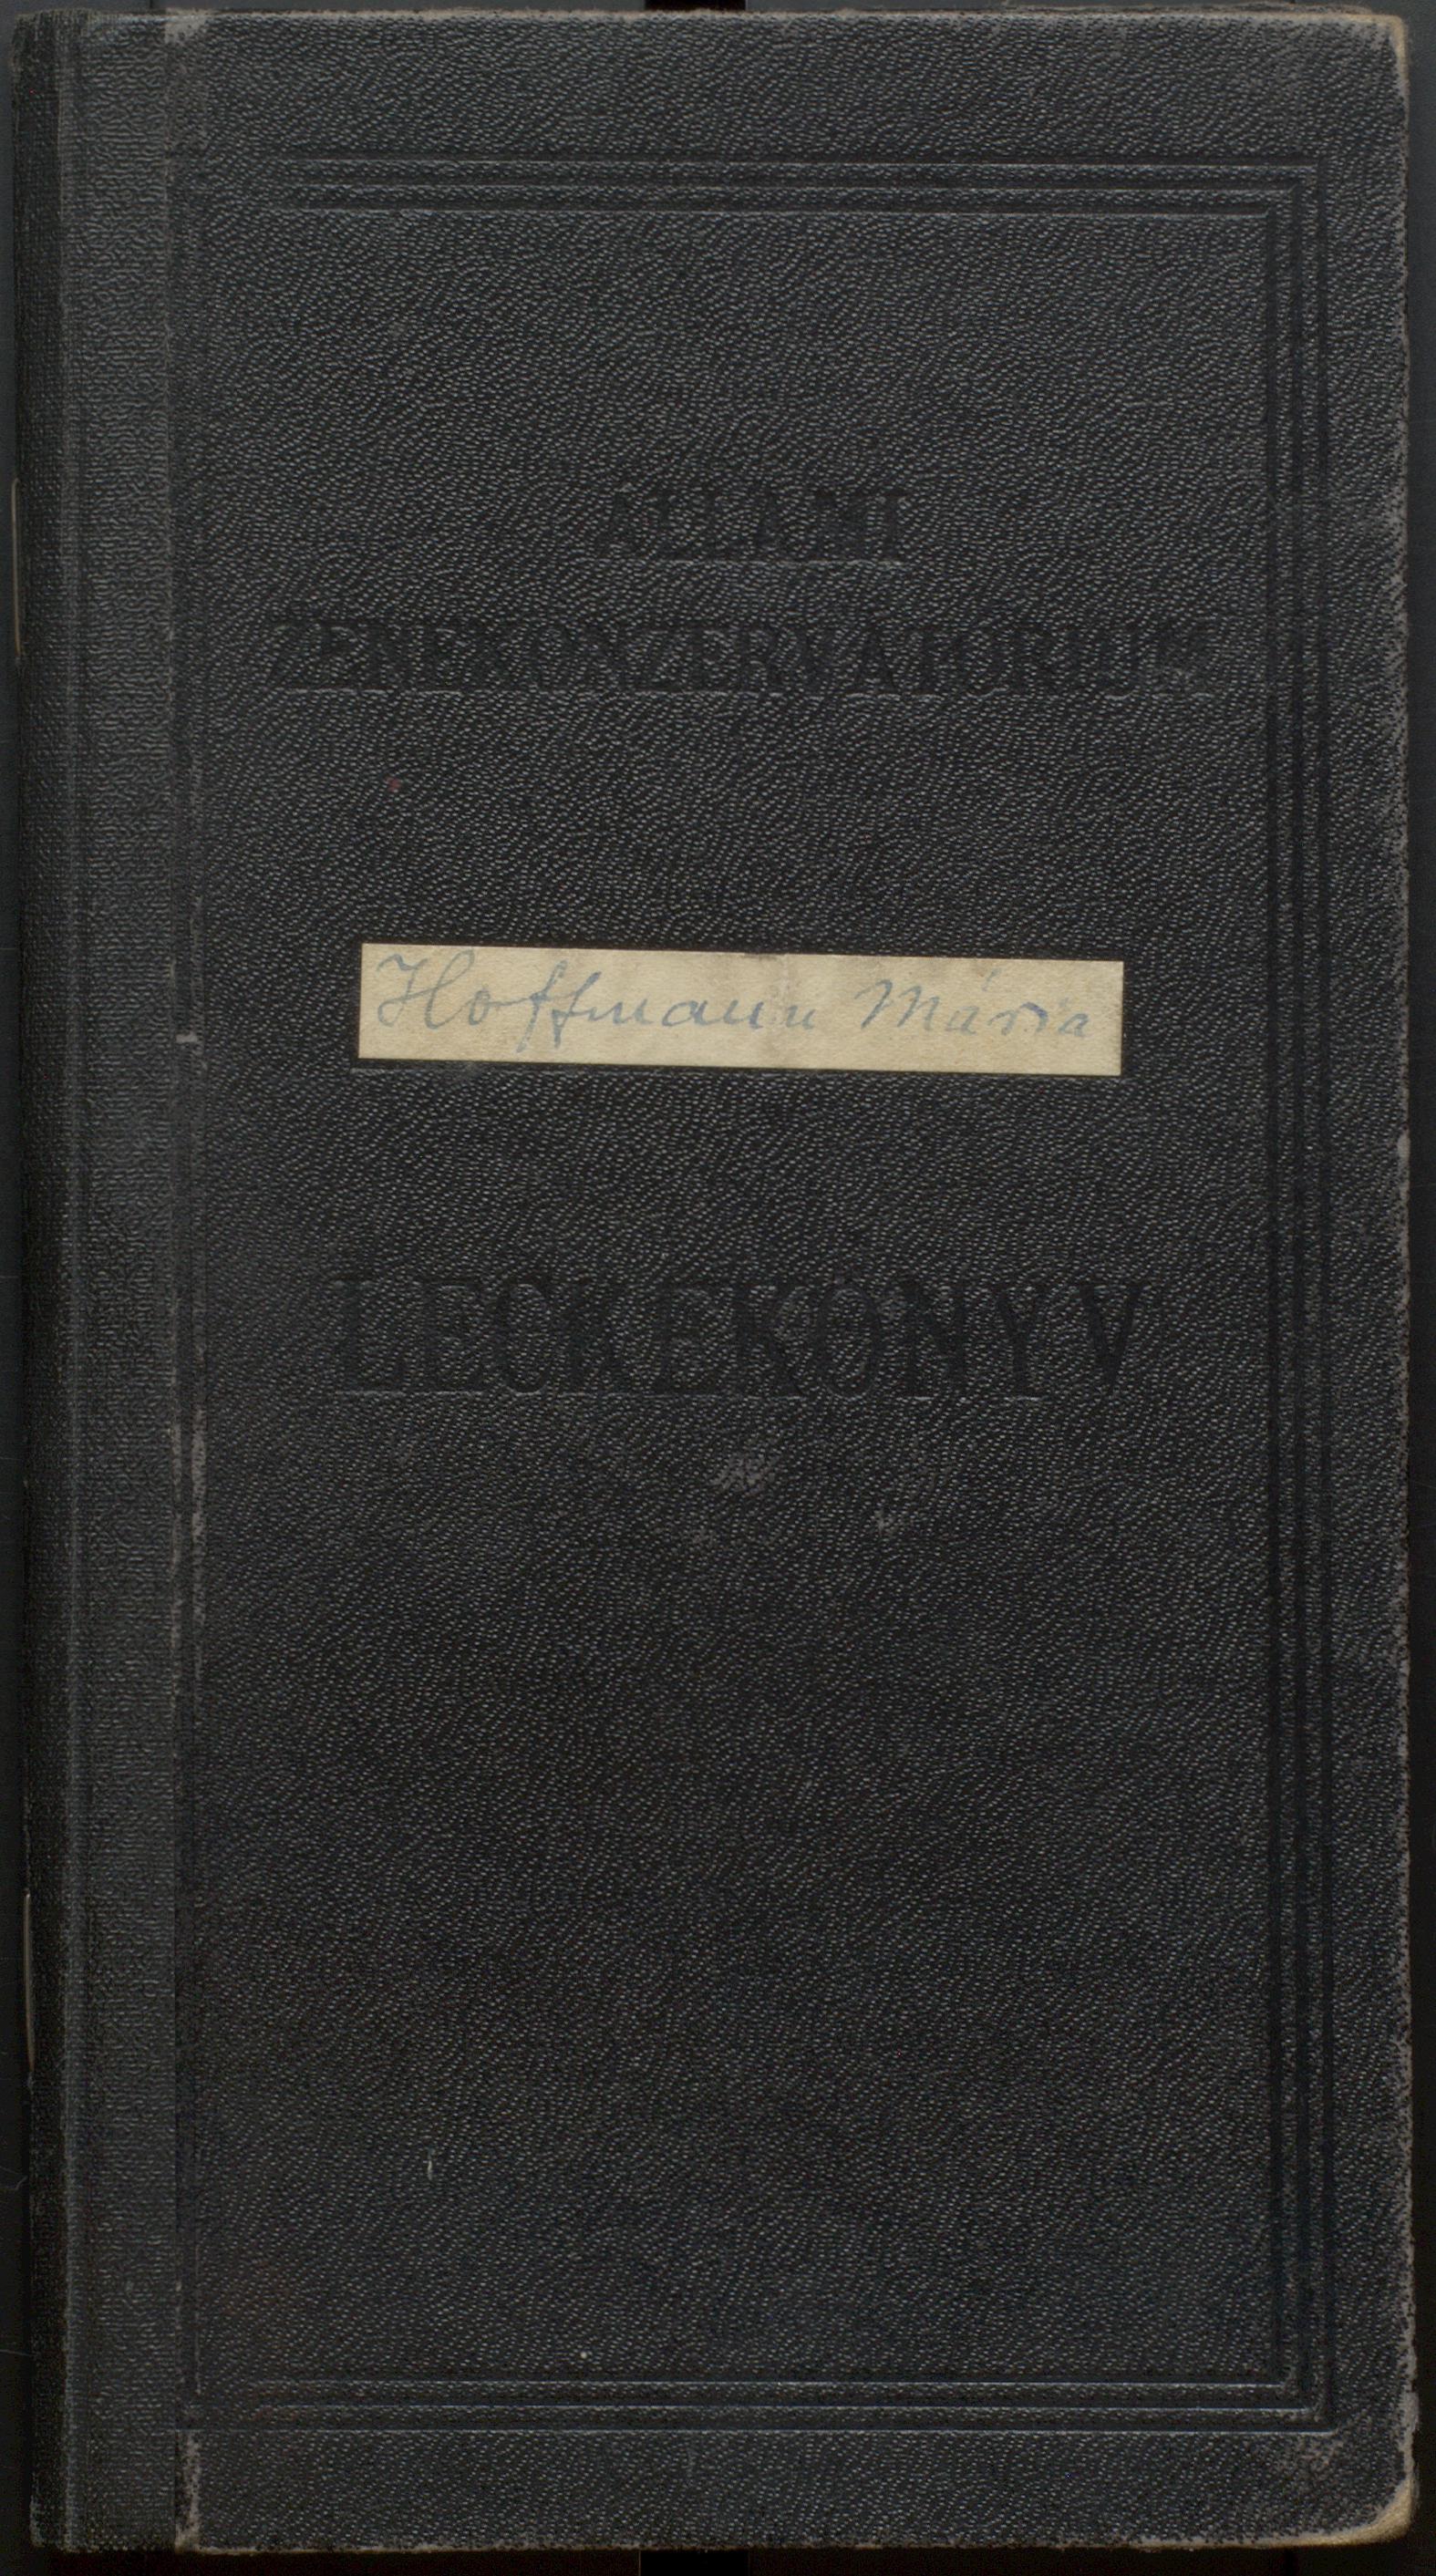 ÁLLAMI
ZENEKONZERVATÓRIUM
Hoffmann Mária
LECKEKÖNYV